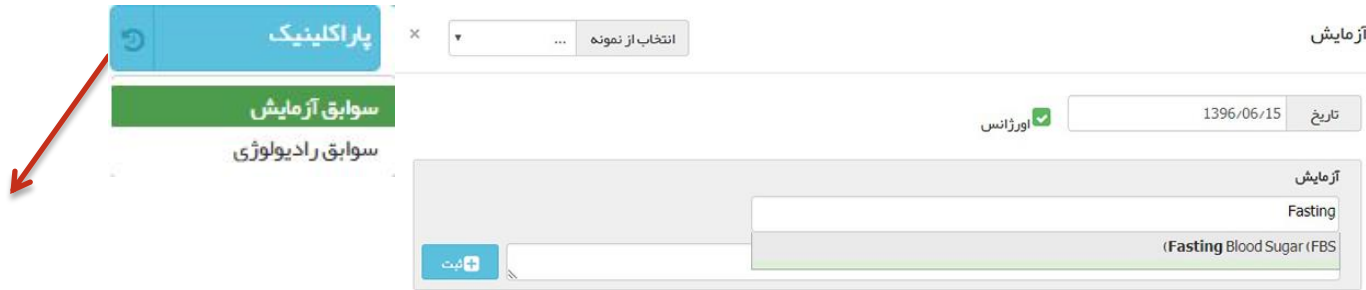 پاراکلینیک
سوابق آزمایش
سوابق رادیولوژی
آزمایش
انتخاب از نمونه ...
×
تاریخ 1396/06/15
اورژانس
آزمایش
Fasting
(Fasting Blood Sugar (FBS
ثبت